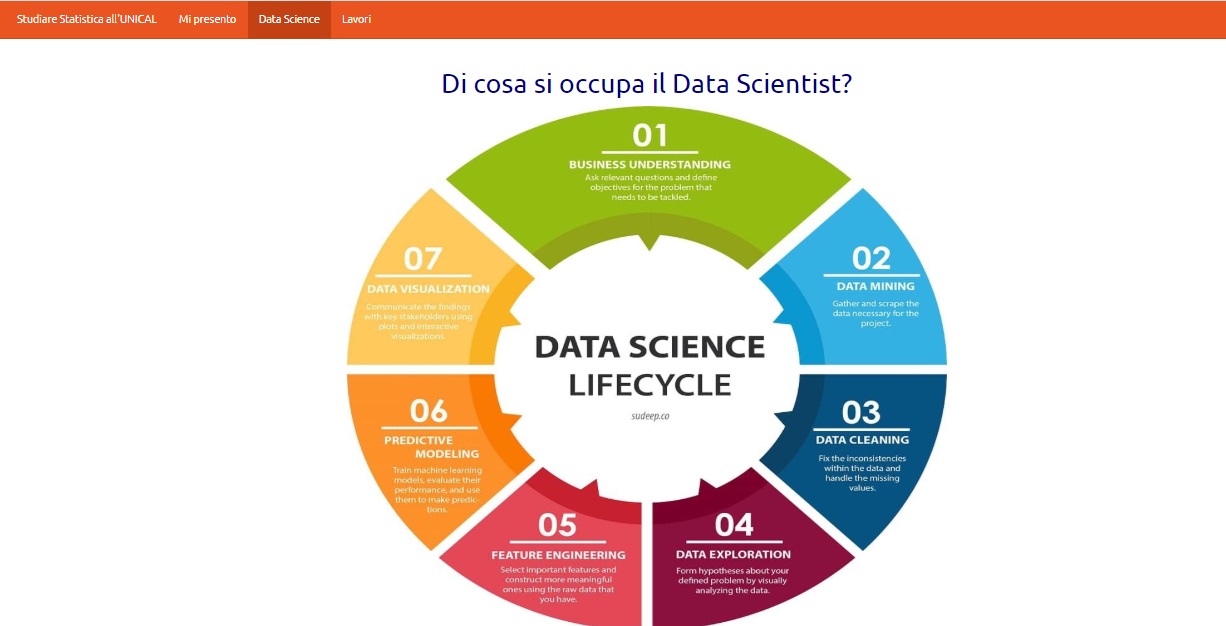 Studiare Statistica all'UNICAL
Mi presento
Data Science
Lavori
Di cosa si occupa il Data Scientist?
01
BUSINESS UNDERSTANDING
Ask relevant questions and define
objectives for the problem that
needs to be tackled.
02
DATA MINING
Gather and scrape the
data necessary for the
project.
03
DATA CLEANING
Fix the inconsistencies
within the data and
handle the missing
values.
04
DATA EXPLORATION
Form hypotheses about your
defined problem by visually
analyzing the data.
05
FEATURE ENGINEERING
Select important features and
construct more meaningful
ones using the raw data that
you have.
06
PREDICTIVE
MODELING
Train machine learning
models, evaluate their
performance, and use
them to make predic-
tions.
07
DATA VISUALIZATION
Communicate the findings
with key stakeholders using
plots and interactive
visualizations.
DATA SCIENCE
LIFECYCLE
sudeep.co